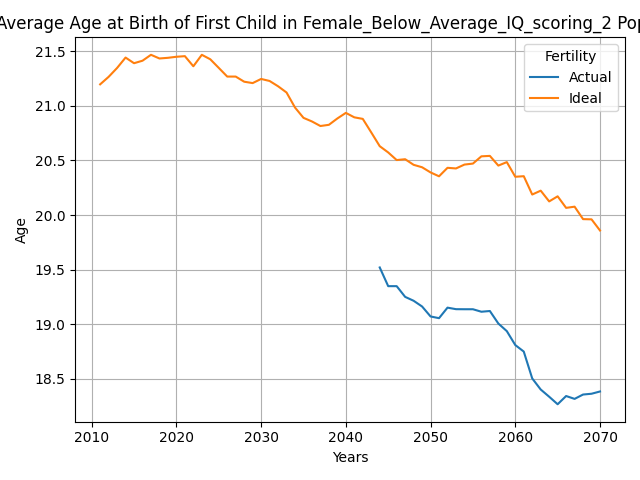 Average Age at Birth of First Child in Female_Below_Average_IQ_scoring_2
Fertility
Actual
Ideal
21.5
21.0
20.5
20.0
19.5
19.0
18.5
Age
2010 2020 2030 2040 2050 2060 2070
Years